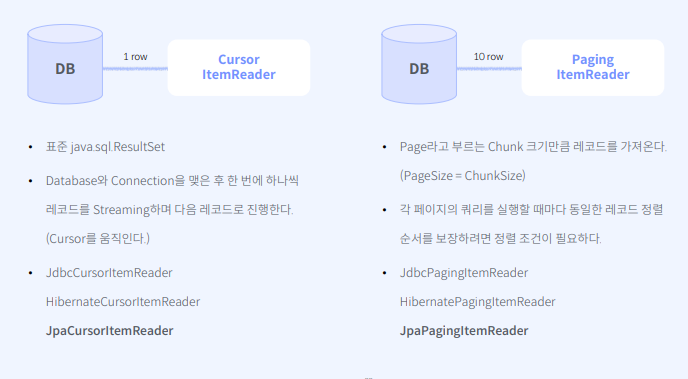 DB
1 row
Cursor
ItemReader
• 표준 java.sql.ResultSet
• Database와 Connection을 맺은 후 한 번에 하나씩
레코드를 Streaming하며 다음 레코드로 진행한다.
(Cursor를 움직인다.)
• JdbcCursorItemReader
HibernateCursorItemReader
JpaCursorItemReader
DB
10 row
Paging
ItemReader
• Page라고 부르는 Chunk 크기만큼 레코드를 가져온다.
(PageSize = ChunkSize)
• 각 페이지의 쿼리를 실행할 때마다 동일한 레코드 정렬
순서를 보장하려면 정렬 조건이 필요하다.
• JdbcPagingItemReader
HibernatePagingItemReader
JpaPagingItemReader